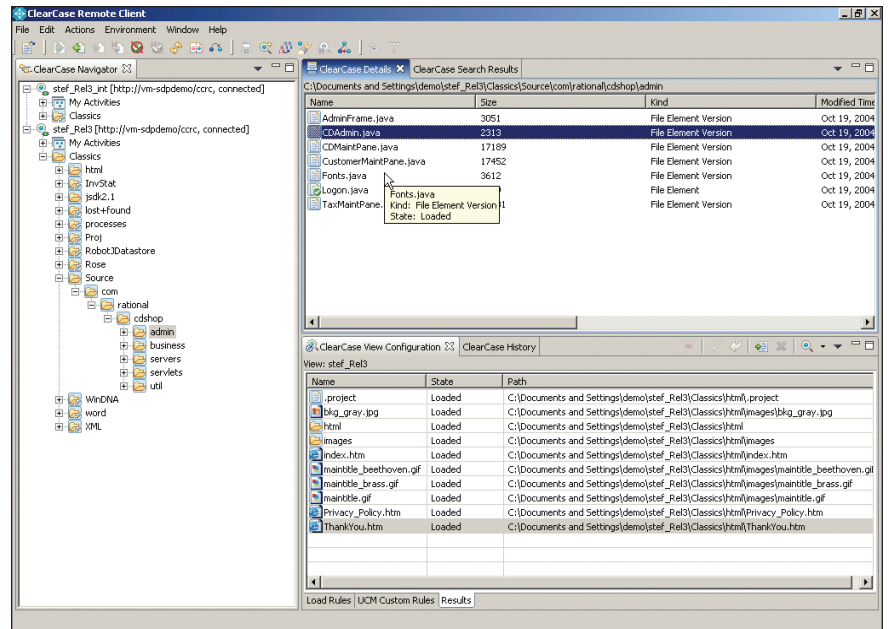 ClearCase Remote Client
File Edit Actions Environment Window Help
ClearCase Navigator
stef_Rel3_int [http://vm-sdpdemo/ccrc, connected]
My Activities
Classics
stef_Rel3 [http://vm-sdpdemo/ccrc, connected]
My Activities
Classics
html
InvStat
jsdk2.1
lost+found
processes
Proj
RobotJDatastore
Rose
Source
com
rational
cdshop
admin
business
servers
servlets
util
WinDNA
word
XML
ClearCase Details ClearCase Search Results
C:\Documents and Settings\demo\stef_Rel3\Classics\Source\com\rational\cdshop\admin
Name Size Kind Modified Time
AdminFrame.java 3051 File Element Version Oct 19, 2004
CDAdmin.java 2313 File Element Version Oct 19, 2004
CDMaintPane.java 17189 File Element Version Oct 19, 2004
CustomerMaintPane.java 17452 File Element Version Oct 19, 2004
Fonts.java 3612 File Element Version Oct 19, 2004
Logon.java File Element Oct 19, 2004
TaxMaintPane. File Element Version Oct 19, 2004
Fonts.java
Kind: File Element Version
State: Loaded
ClearCase View Configuration ClearCase History
View: stef_Rel3
Name State Path
.project Loaded C:\Documents and Settings\demo\stef_Rel3\Classics\html\.project
bkg_gray.jpg Loaded C:\Documents and Settings\demo\stef_Rel3\Classics\html\images\bkg_gray.jpg
html Loaded C:\Documents and Settings\demo\stef_Rel3\Classics\html
images Loaded C:\Documents and Settings\demo\stef_Rel3\Classics\html\images
index.htm Loaded C:\Documents and Settings\demo\stef_Rel3\Classics\html\index.htm
maintitle_beethoven.gif Loaded C:\Documents and Settings\demo\stef_Rel3\Classics\html\images\maintitle_beethoven.gif
maintitle_brass.gif Loaded C:\Documents and Settings\demo\stef_Rel3\Classics\html\images\maintitle_brass.gif
maintitle.gif Loaded C:\Documents and Settings\demo\stef_Rel3\Classics\html\images\maintitle.gif
Privacy_Policy.htm Loaded C:\Documents and Settings\demo\stef_Rel3\Classics\html\Privacy_Policy.htm
ThankYou.htm Loaded C:\Documents and Settings\demo\stef_Rel3\Classics\html\ThankYou.htm
Load Rules UCM Custom Rules Results